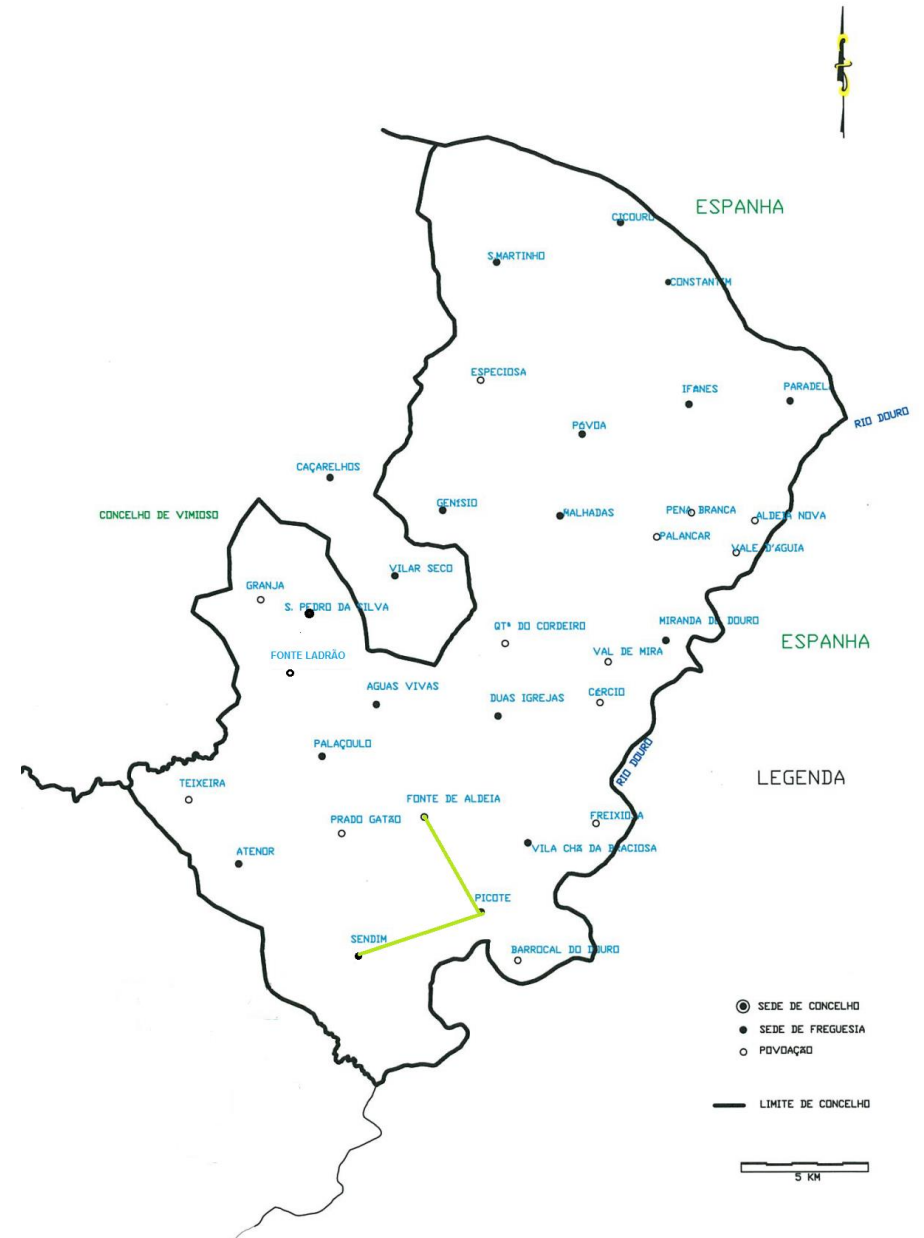 ESPANHA
CICOURO
S.MARTINHO
CONSTANTIM
ESPECIOSA
IFANES
PARADEL
RIO DOURO
PÓVOA
CAÇARELHOS
GENÍSIO
CONCELHO DE VIMIOSO
MALHADAS
PENA BRANCA
ALDEIA NOVA
PALANCAR
VALE D'ÁGUIA
VILAR SECO
GRANJA
S. PEDRO DA SILVA
QTª DO CORDEIRO
MIRANDA DO DOURO
ESPANHA
VAL DE MIRA
FONTE LADRÃO
AGUAS VIVAS
DUAS IGREJAS
CÉRCIO
PALAÇOULO
RIO DOURO
LEGENDA
TEIXEIRA
FONTE DE ALDEIA
PRADO GATÃO
FREIXIOSA
ATENOR
VILA CHÃ DA BRACIOSA
PICOTE
SENDIM
BARROCAL DO DOURO
SEDE DE CONCELHO
SEDE DE FREGUESIA
POVOAÇÃO
LIMITE DE CONCELHO
5 KM